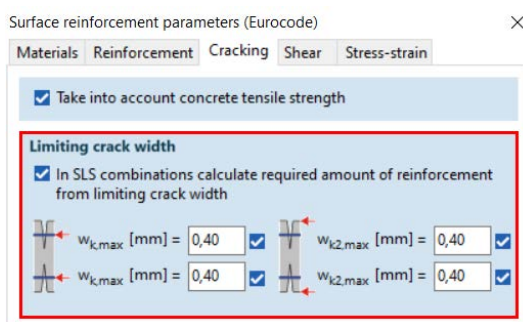 Surface reinforcement parameters (Eurocode)
Materials Reinforcement Cracking Shear Stress-strain
Take into account concrete tensile strength
Limiting crack width
In SLS combinations calculate required amount of reinforcement
from limiting crack width
wk,max [mm] = 0,40 wk2,max [mm] = 0,40
wk,max [mm] = 0,40 wk2,max [mm] = 0,40